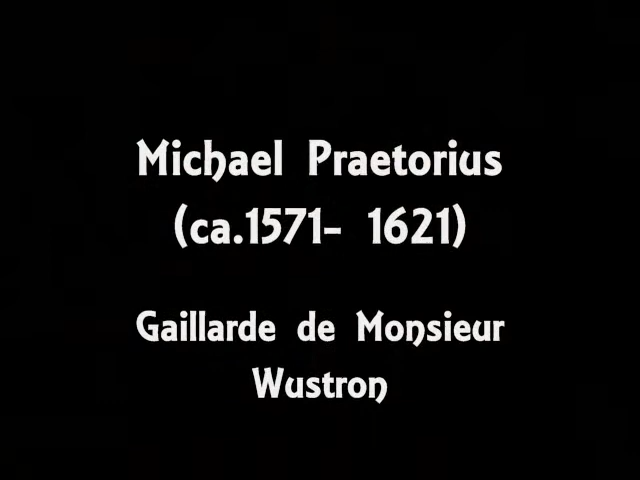 Michael Praetorius
(ca.1571- 1621)
Gaillarde de Monsieur
Wustron